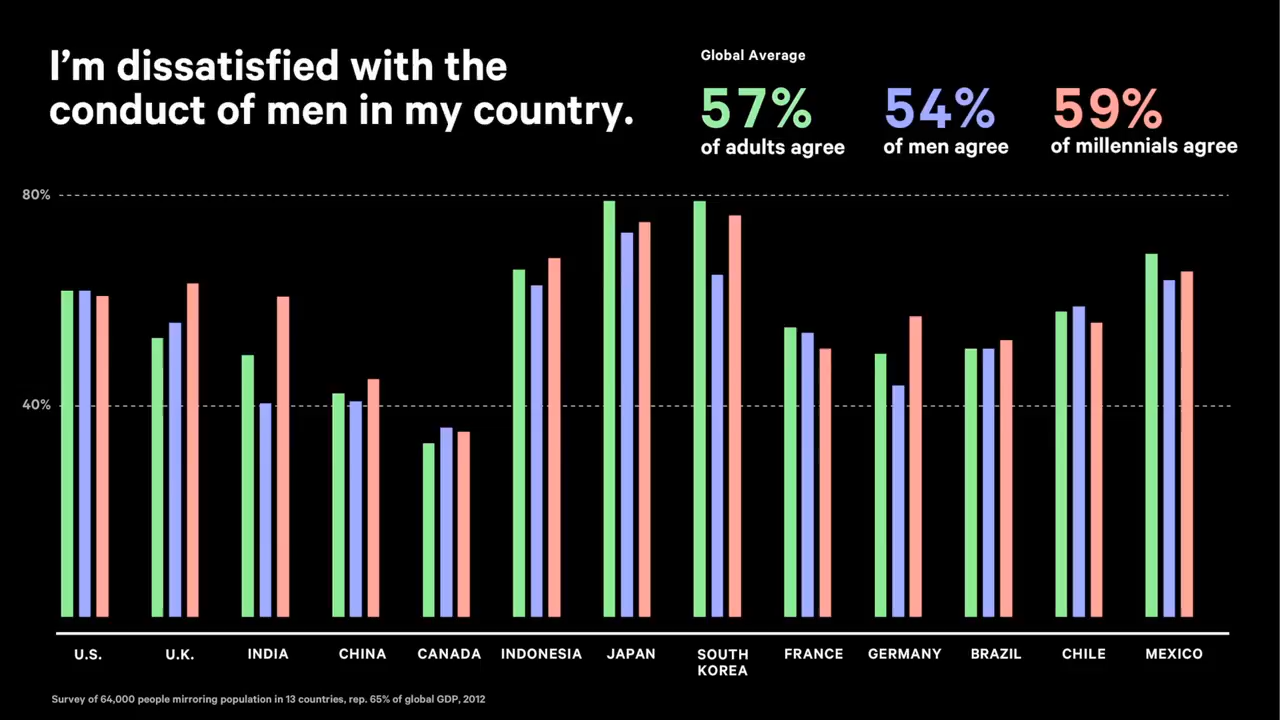 I'm dissatisfied with the
conduct of men in my country.
Global Average
57% 54% 59%
of adults agree of men agree of millennials agree
80%
40%
U.S. U.K. INDIA CHINA CANADA INDONESIA JAPAN SOUTH KOREA FRANCE GERMANY BRAZIL CHILE MEXICO
Survey of 64,000 people mirroring population in 13 countries, rep. 65% of global GDP, 2012